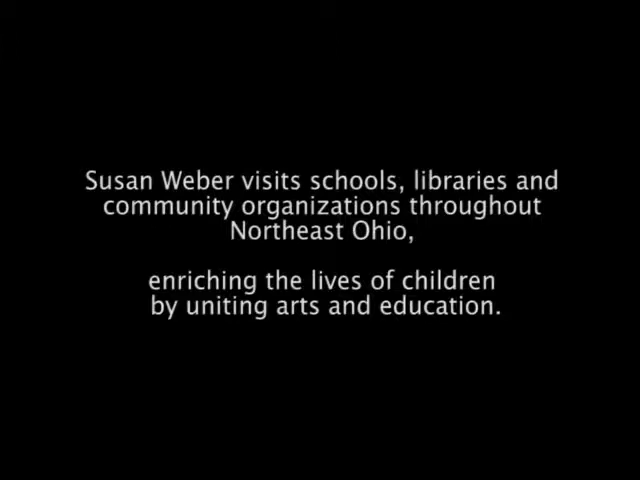 Susan Weber visits schools, libraries and
community organizations throughout
Northeast Ohio,
enriching the lives of children
by uniting arts and education.